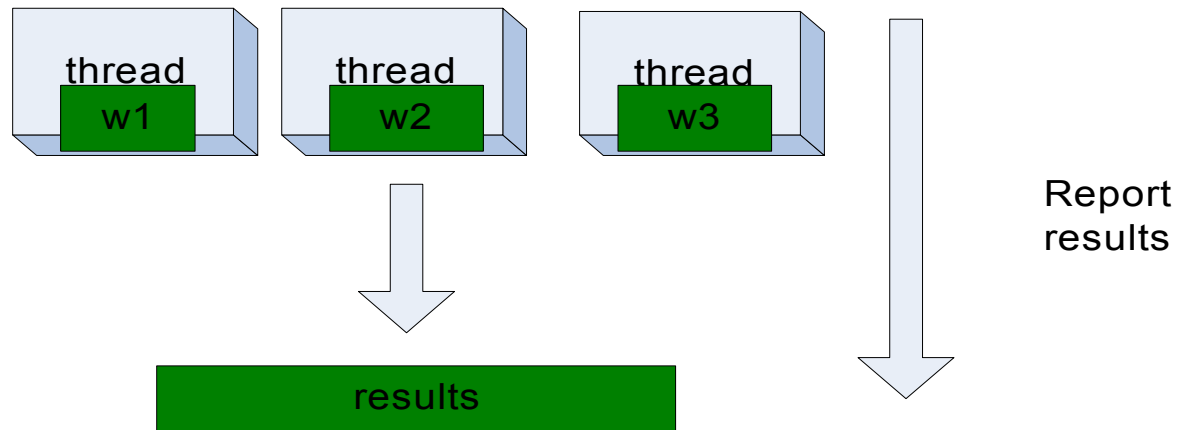 thread
w1
thread
w2
thread
w3
Report
results
results